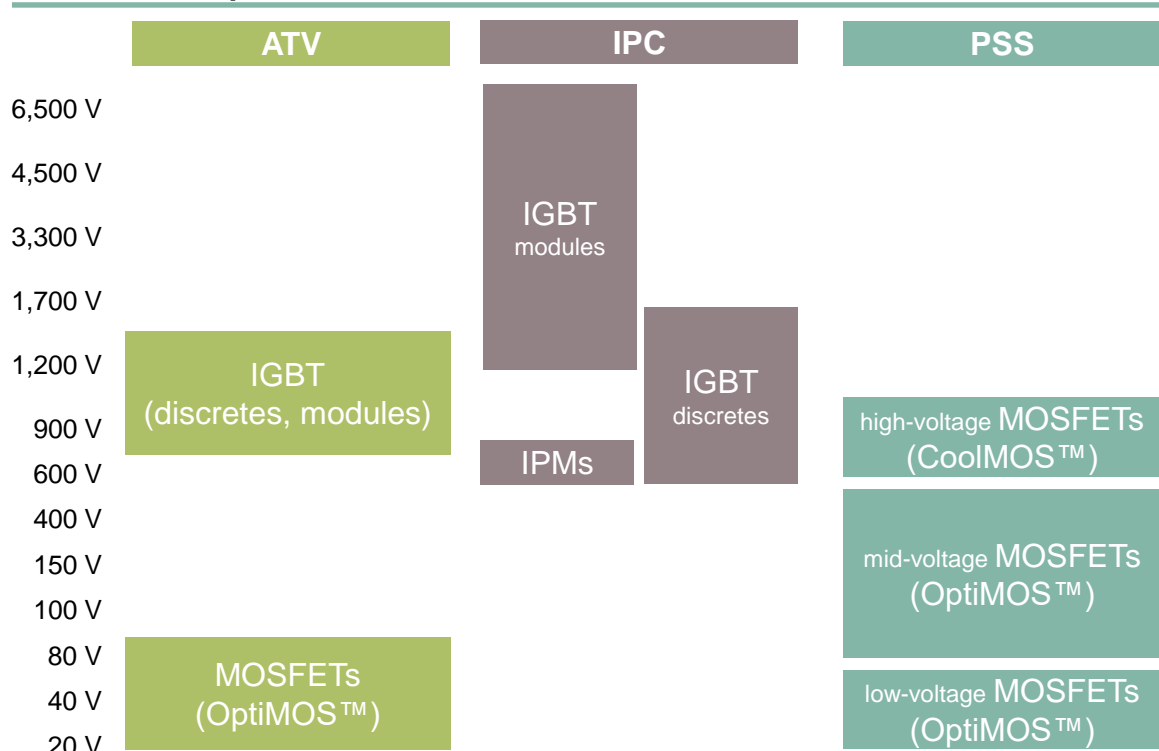 ATV
IPC
PSS
6,500 V
4,500 V
3,300 V
1,700 V
1,200 V
900 V
600 V
400 V
150 V
100 V
80 V
40 V
20 V
IGBT
(discretes, modules)
MOSFETs
(OptiMOS™)
IGBT
modules
IPMs
IGBT
discretes
high-voltage MOSFETs
(CoolMOS™)
mid-voltage MOSFETs
(OptiMOS™)
low-voltage MOSFETs
(OptiMOS™)